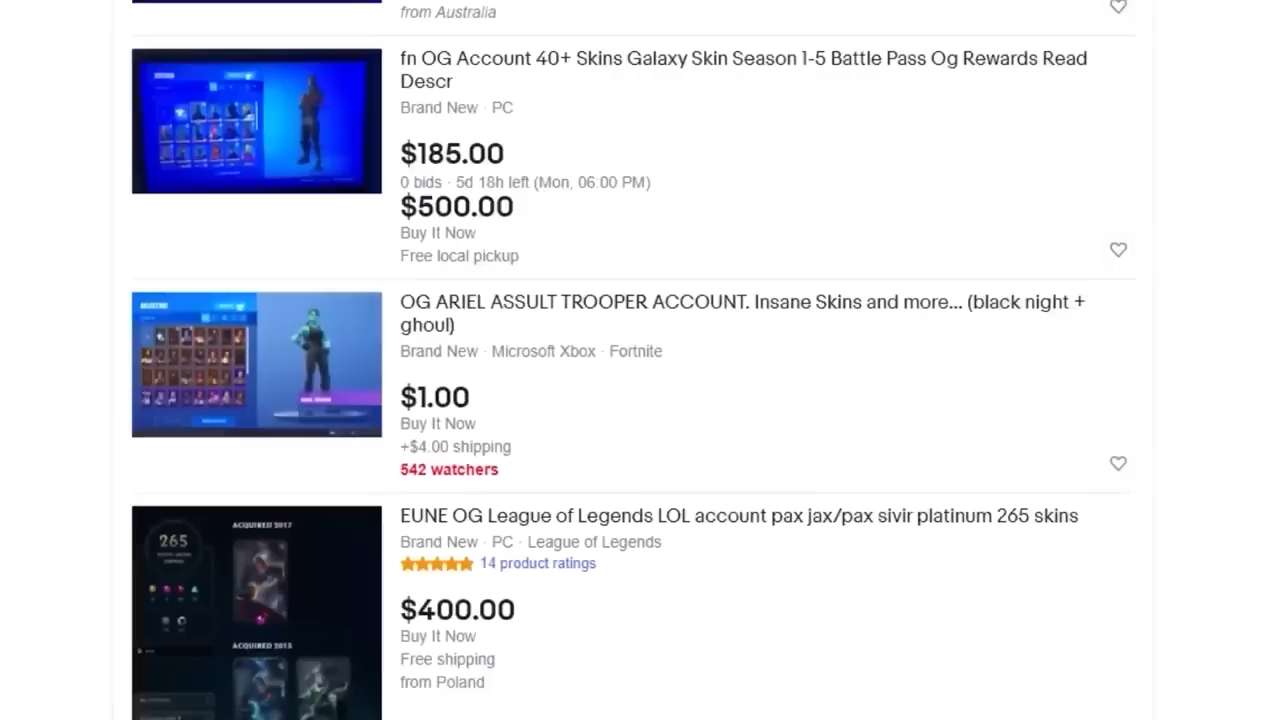 from Australia
fn OG Account 40+ Skins Galaxy Skin Season 1-5 Battle Pass Og Rewards Read
Descr
Brand New · PC
$185.00
0 bids · 5d 18h left (Mon, 06:00 PM)
$500.00
Buy It Now
Free local pickup
OG ARIEL ASSULT TROOPER ACCOUNT. Insane Skins and more... (black night +
ghoul)
Brand New · Microsoft Xbox · Fortnite
$1.00
Buy It Now
+$4.00 shipping
542 watchers
EUNE OG League of Legends LOL account pax jax/pax sivir platinum 265 skins
Brand New · PC · League of Legends
14 product ratings
$400.00
Buy It Now
Free shipping
from Poland
ACQUIRED 2017
265
ACQUIRED 2013